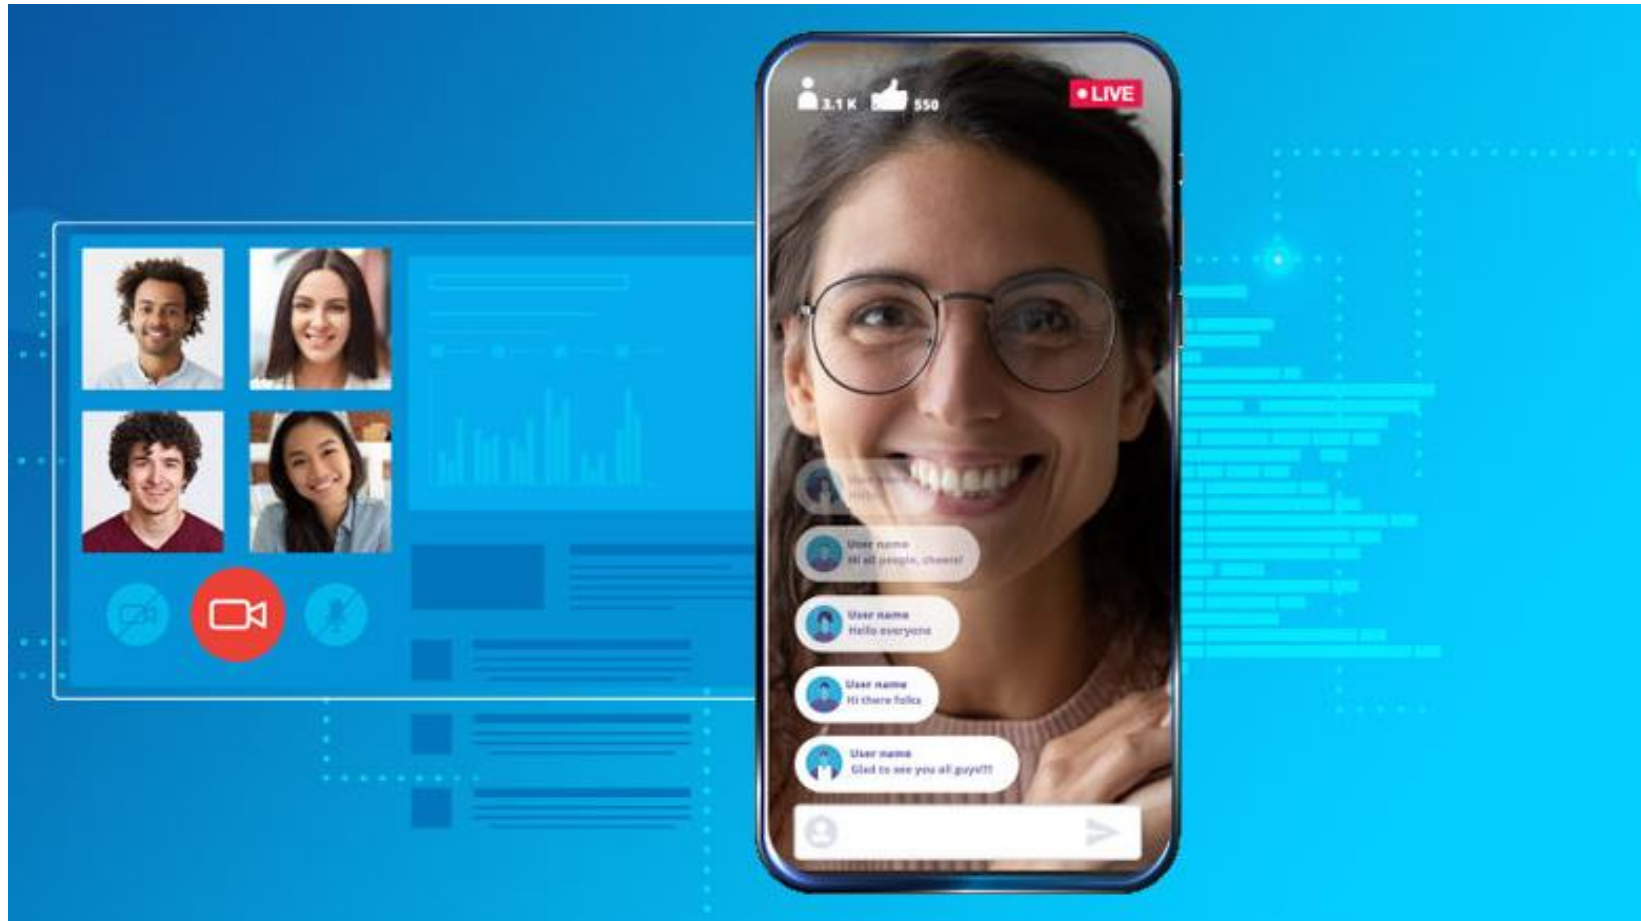 3.1 K
550
LIVE
User name
Hi all people, cheers!
User name
Hello everyone
User name
Hi there folks
User name
Glad to see you all guys!!!